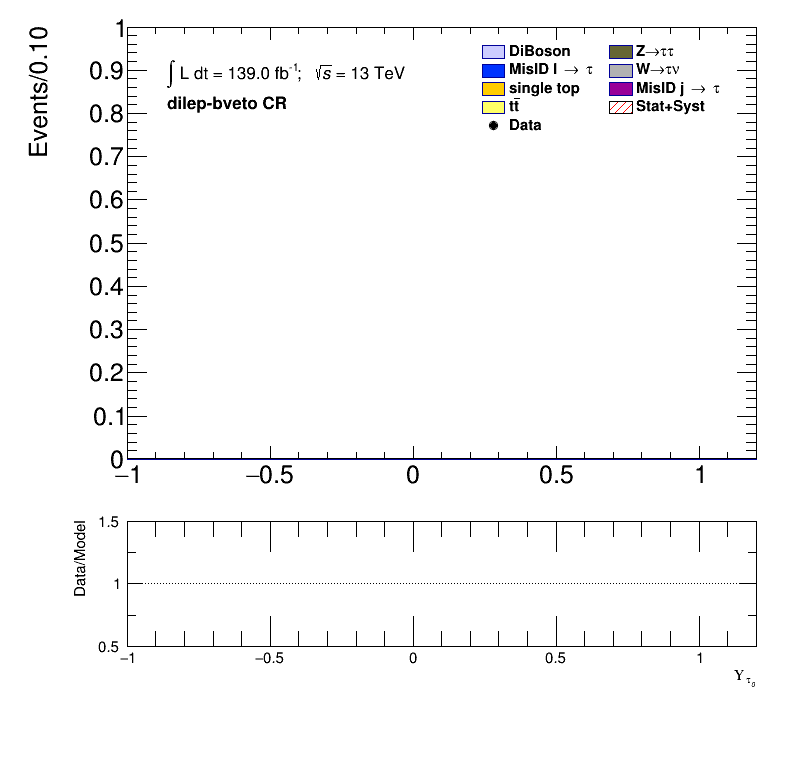 Events/0.10
1
0.9
0.8
0.7
0.6
0.5
0.4
0.3
0.2
0.1
0
∫ L dt = 139.0 fb⁻¹; √s = 13 TeV
dilep-bveto CR
DiBoson
MisID l → τ
single top
tt̄
Data
Z→ττ
W→τν
MisID j → τ
Stat+Syst
−1 −0.5 0 0.5 1
Data/Model
1.5
1
0.5
−1 −0.5 0 0.5 1
Υ_τ₀